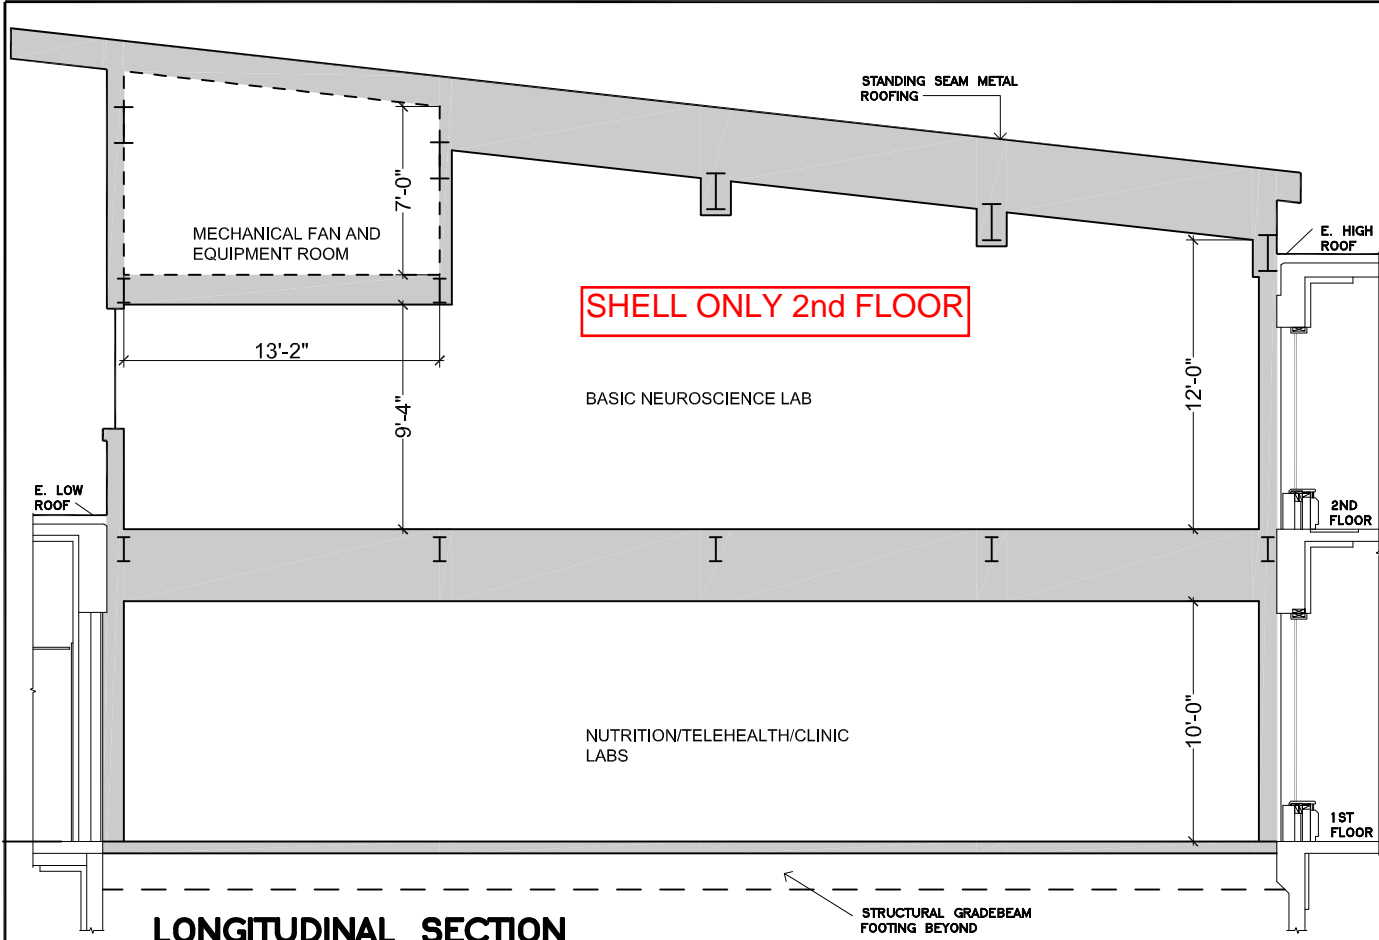 STANDING SEAM METAL
ROOFING
7'-0"
MECHANICAL FAN AND
EQUIPMENT ROOM
E. HIGH
ROOF
SHELL ONLY 2nd FLOOR
13'-2"
BASIC NEUROSCIENCE LAB
9'-4"
12'-0"
E. LOW
ROOF
2ND
FLOOR
NUTRITION/TELEHEALTH/CLINIC
LABS
10'-0"
1ST
FLOOR
STRUCTURAL GRADEBEAM
FOOTING BEYOND
LONGITUDINAL SECTION